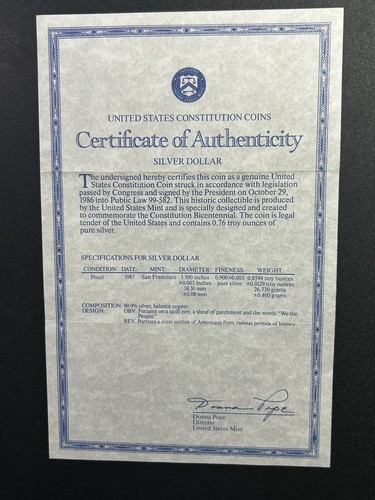 UNITED STATES CONSTITUTION COINS
Certificate of Authenticity
SILVER DOLLAR
The undersigned hereby certifies this coin as a genuine United
States Constitution Coin struck in accordance with legislation
passed by Congress and signed by the President on October 29,
1986 into Public Law 99-582. This historic collectible is produced
by the United States Mint and is specially designed and created
to commemorate the Constitution Bicentennial. The coin is legal
tender of the United States and contains 0.76 troy ounces of
pure silver.
SPECIFICATIONS FOR SILVER DOLLAR
CONDITION: DATE: MINT: DIAMETER: FINENESS: WEIGHT:
Proof 1987 San Francisco 1.500 inches 0.900±0.003 0.8594 troy ounces
±0.003 inches pure silver ±0.0129 troy ounces
38.10 mm 26.730 grams
±0.08 mm ±0.400 grams
COMPOSITION: 90.0% silver, balance copper
DESIGN: OBV. Focuses on a quill pen, a sheaf of parchment and the words "We the
People."
REV. Portrays a cross section of Americans from various periods of history.
Donna Pope
Donna Pope
Director
United States Mint